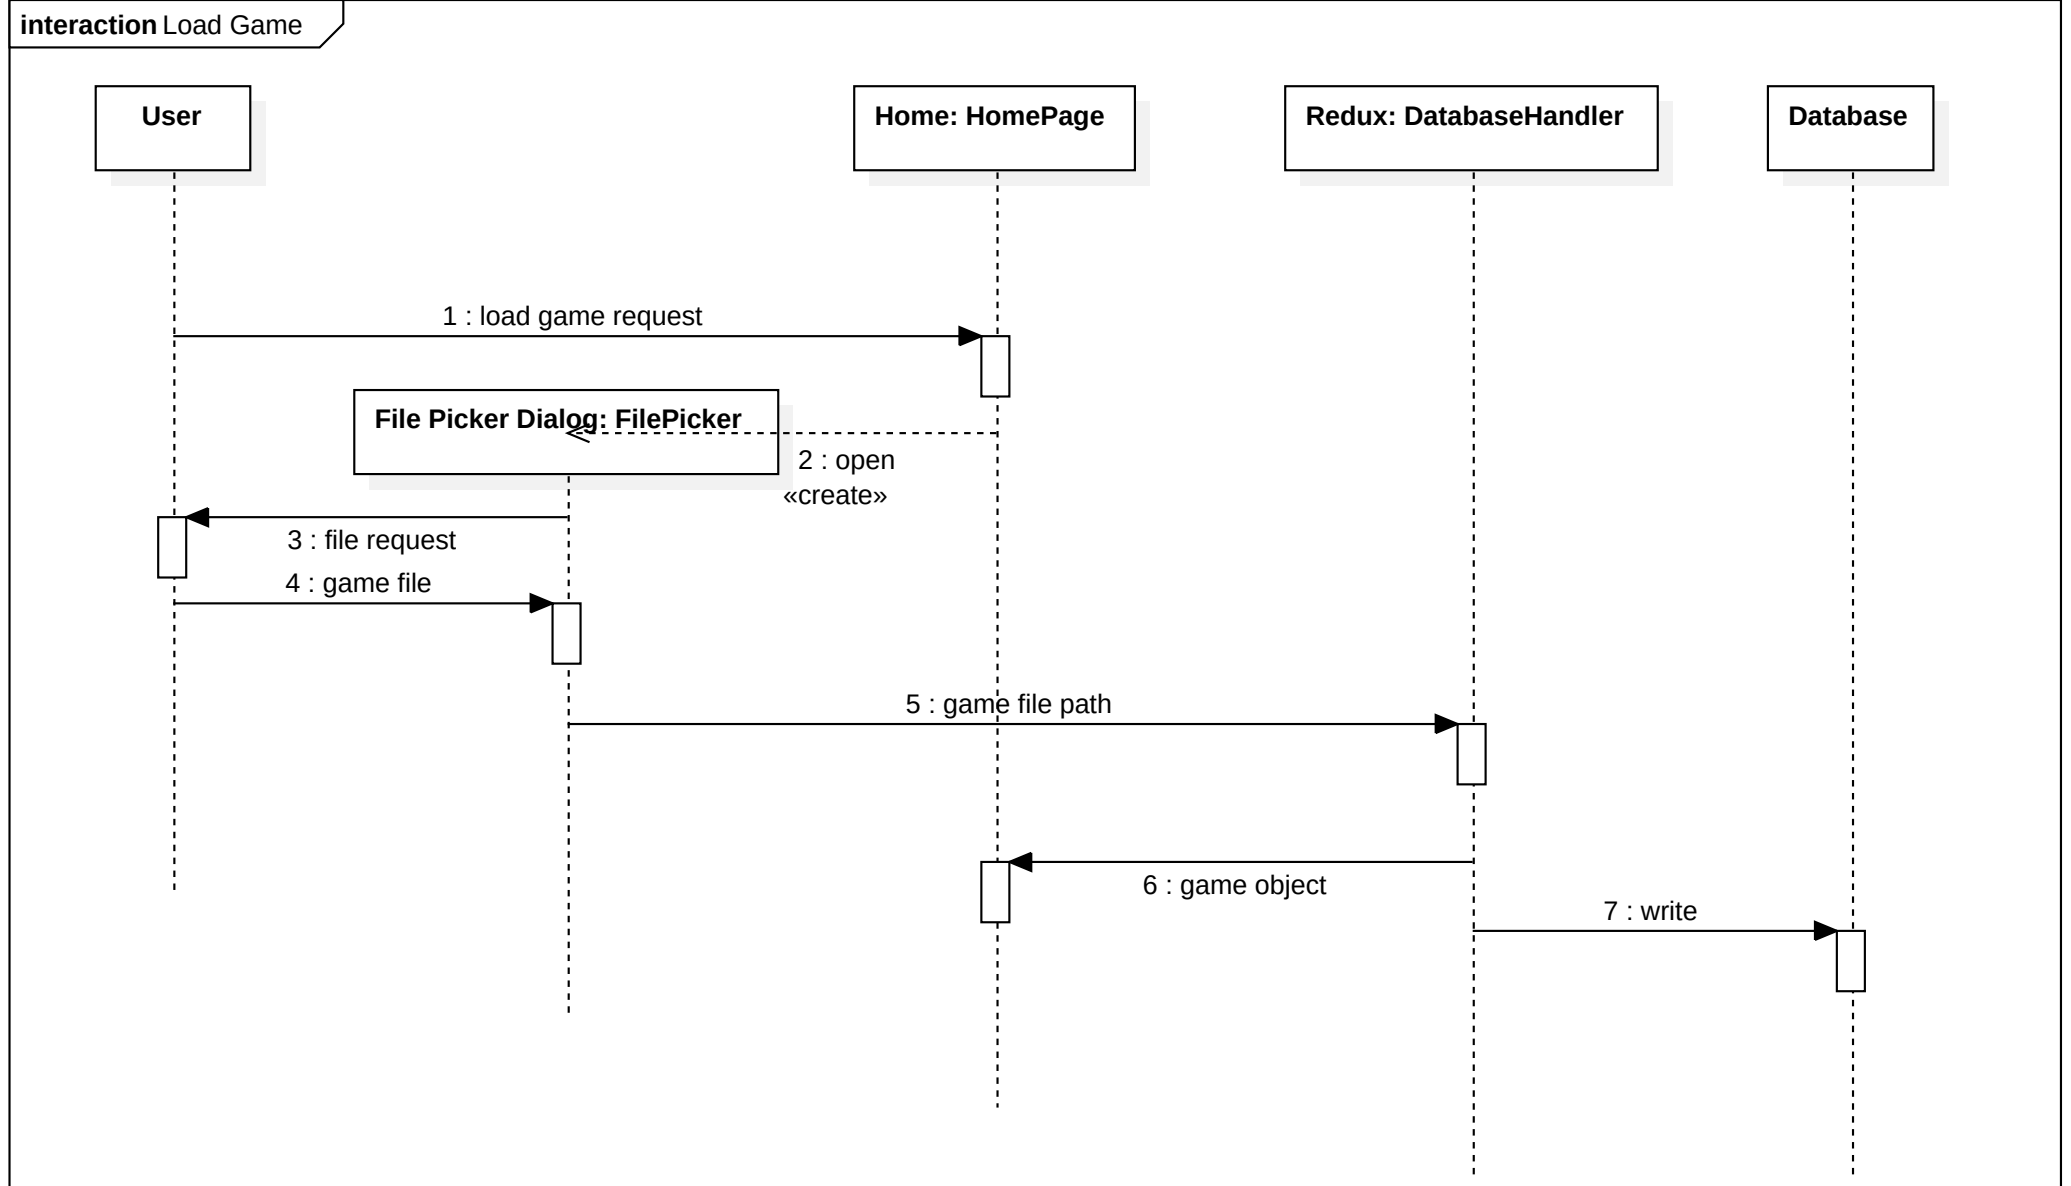 interaction Load Game
User
Home: HomePage
Redux: DatabaseHandler
Database
1 : load game request
File Picker Dialog: FilePicker
2 : open
«create»
3 : file request
4 : game file
5 : game file path
6 : game object
7 : write